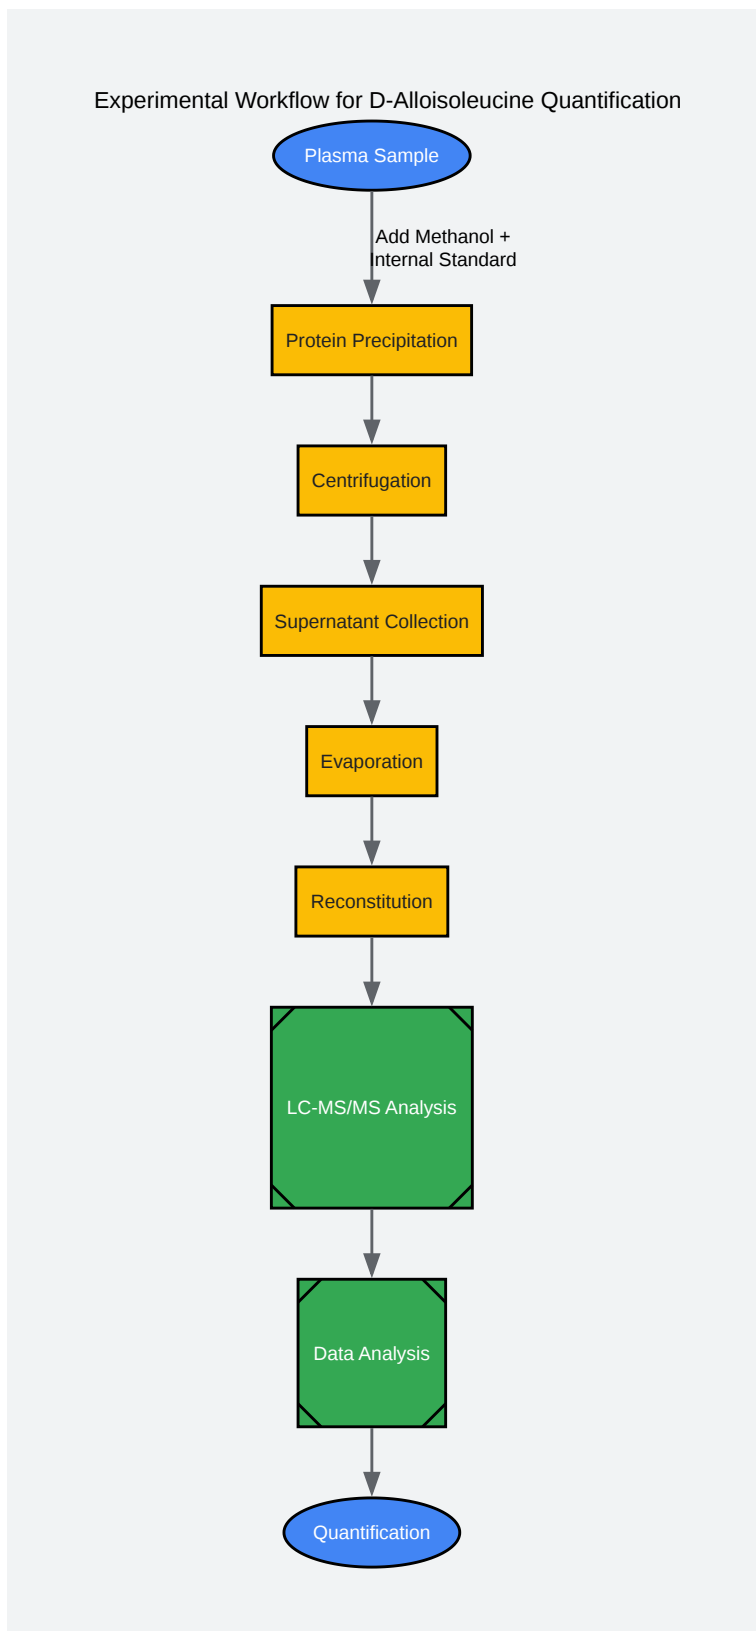 Experimental Workflow for D-Alloisoleucine Quantification
Plasma Sample
Add Methanol +
Internal Standard
Protein Precipitation
Centrifugation
Supernatant Collection
Evaporation
Reconstitution
LC-MS/MS Analysis
Data Analysis
Quantification